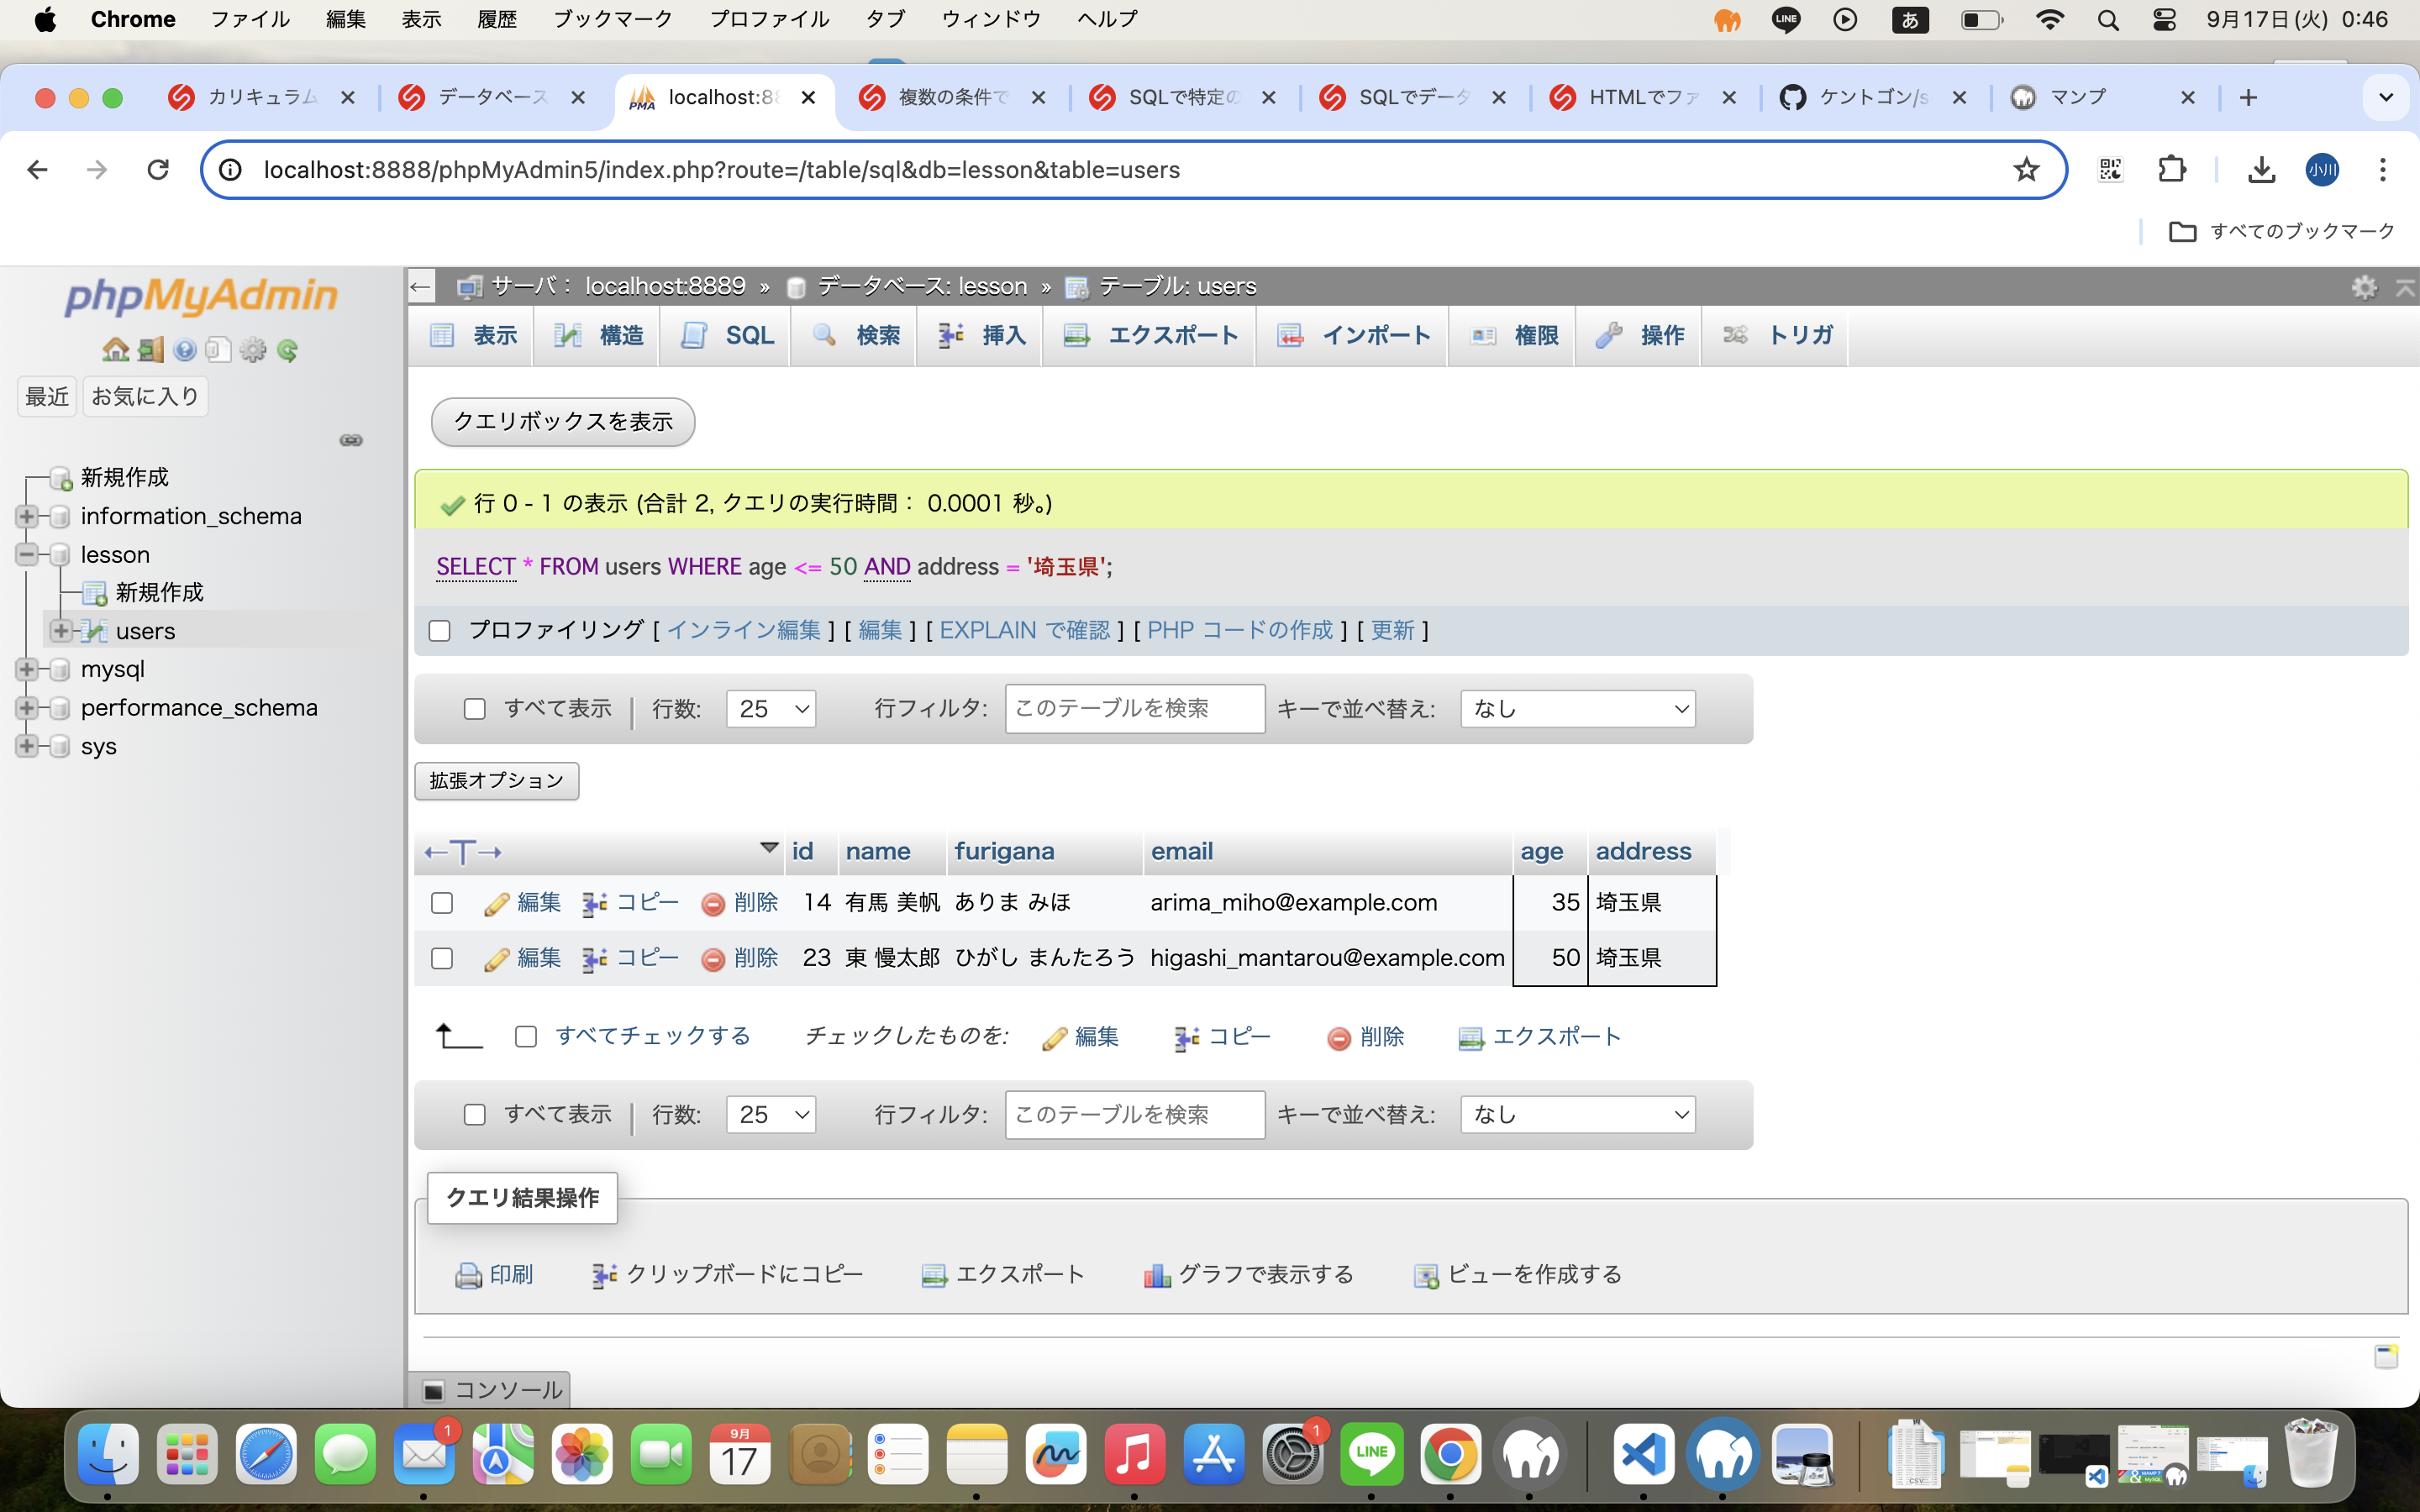 Chrome ファイル 編集 表示 履歴 ブックマーク プロファイル タブ ウィンドウ ヘルプ LINE あ 9月17日(火) 0:46
カリキュラム データベース PMA localhost:88 複数の条件で SQLで特定の SQLでデータ HTMLでファ ケントゴン/s マンプ
localhost:8888/phpMyAdmin5/index.php?route=/table/sql&db=lesson&table=users 小川
すべてのブックマーク
phpMyAdmin
最近 お気に入り
新規作成
information_schema
lesson
新規作成
users
mysql
performance_schema
sys
サーバ: localhost:8889 » データベース: lesson » テーブル: users
表示 構造 SQL 検索 挿入 エクスポート インポート 権限 操作 トリガ
クエリボックスを表示
行 0 - 1 の表示 (合計 2, クエリの実行時間: 0.0001 秒。)
SELECT * FROM users WHERE age <= 50 AND address = '埼玉県';
プロファイリング [ インライン編集 ] [ 編集 ] [ EXPLAIN で確認 ] [ PHP コードの作成 ] [ 更新 ]
すべて表示 行数: 25 行フィルタ: このテーブルを検索 キーで並べ替え: なし
拡張オプション
←T→ id name furigana email age address
編集 コピー 削除 14 有馬 美帆 ありま みほ arima_miho@example.com 35 埼玉県
編集 コピー 削除 23 東 慢太郎 ひがし まんたろう higashi_mantarou@example.com 50 埼玉県
すべてチェックする チェックしたものを: 編集 コピー 削除 エクスポート
すべて表示 行数: 25 行フィルタ: このテーブルを検索 キーで並べ替え: なし
クエリ結果操作
印刷 クリップボードにコピー エクスポート グラフで表示する ビューを作成する
コンソール
1 9月 17 1 LINE CSV